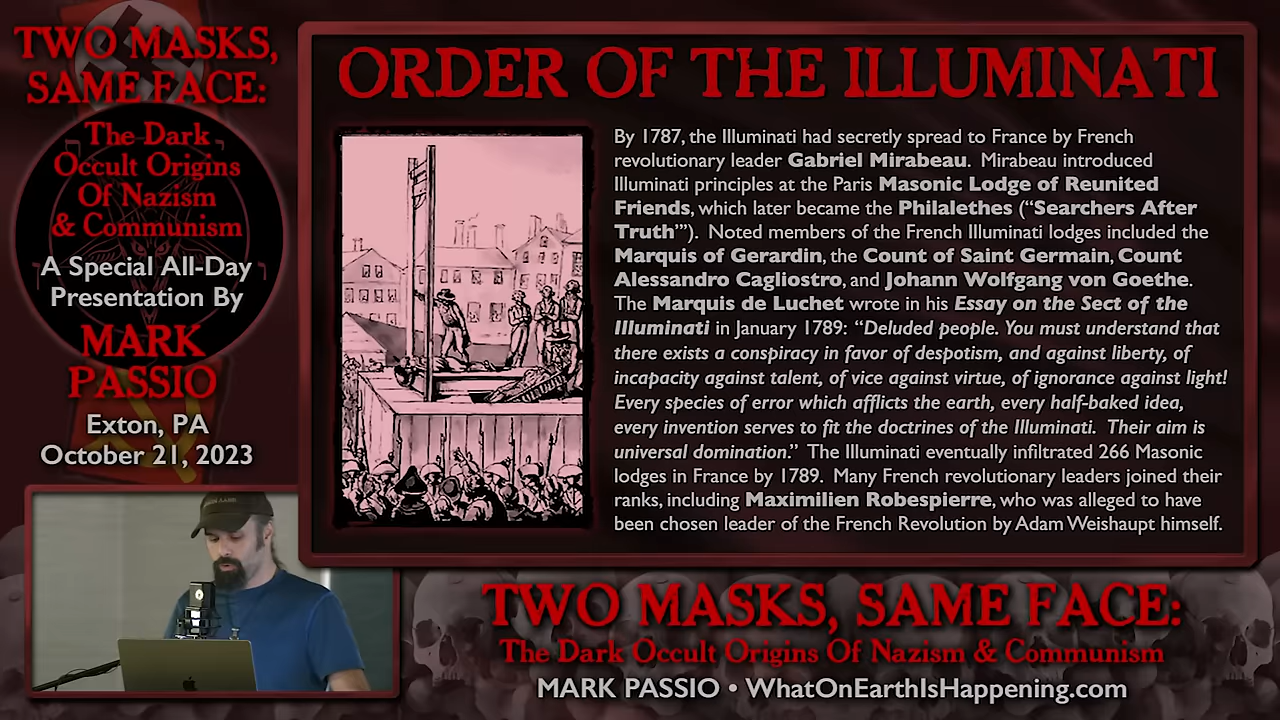 TWO MASKS,
SAME FACE:
The Dark
Occult Origins
Of Nazism
& Communism
A Special All-Day
Presentation By
MARK
PASSIO
Exton, PA
October 21, 2023
ORDER OF THE ILLUMINATI
By 1787, the Illuminati had secretly spread to France by French
revolutionary leader Gabriel Mirabeau. Mirabeau introduced
Illuminati principles at the Paris Masonic Lodge of Reunited
Friends, which later became the Philalethes (“Searchers After
Truth’”). Noted members of the French Illuminati lodges included the
Marquis of Gerardin, the Count of Saint Germain, Count
Alessandro Cagliostro, and Johann Wolfgang von Goethe.
The Marquis de Luchet wrote in his Essay on the Sect of the
Illuminati in January 1789: “Deluded people. You must understand that
there exists a conspiracy in favor of despotism, and against liberty, of
incapacity against talent, of vice against virtue, of ignorance against light!
Every species of error which afflicts the earth, every half-baked idea,
every invention serves to fit the doctrines of the Illuminati. Their aim is
universal domination.” The Illuminati eventually infiltrated 266 Masonic
lodges in France by 1789. Many French revolutionary leaders joined their
ranks, including Maximilien Robespierre, who was alleged to have
been chosen leader of the French Revolution by Adam Weishaupt himself.
TWO MASKS, SAME FACE:
The Dark Occult Origins Of Nazism & Communism
MARK PASSIO • WhatOnEarthIsHappening.com